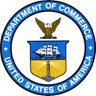 DEPARTMENT OF COMMERCE
UNITED STATES OF AMERICA